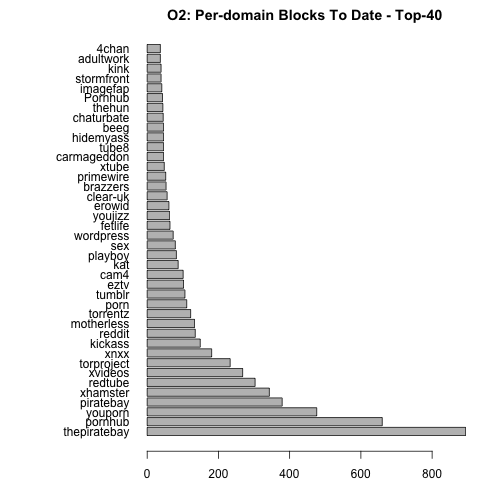 O2: Per-domain Blocks To Date - Top-40
4chan
adultwork
kink
stormfront
imagefap
Pornhub
thehun
chaturbate
beeg
hidemyass
tube8
carmageddon
xtube
primewire
brazzers
clear-uk
erowid
youjizz
fetlife
wordpress
sex
playboy
kat
cam4
eztv
tumblr
porn
torrentz
motherless
reddit
kickass
xnxx
torproject
xvideos
redtube
xhamster
piratebay
youporn
pornhub
thepiratebay
0 200 400 600 800